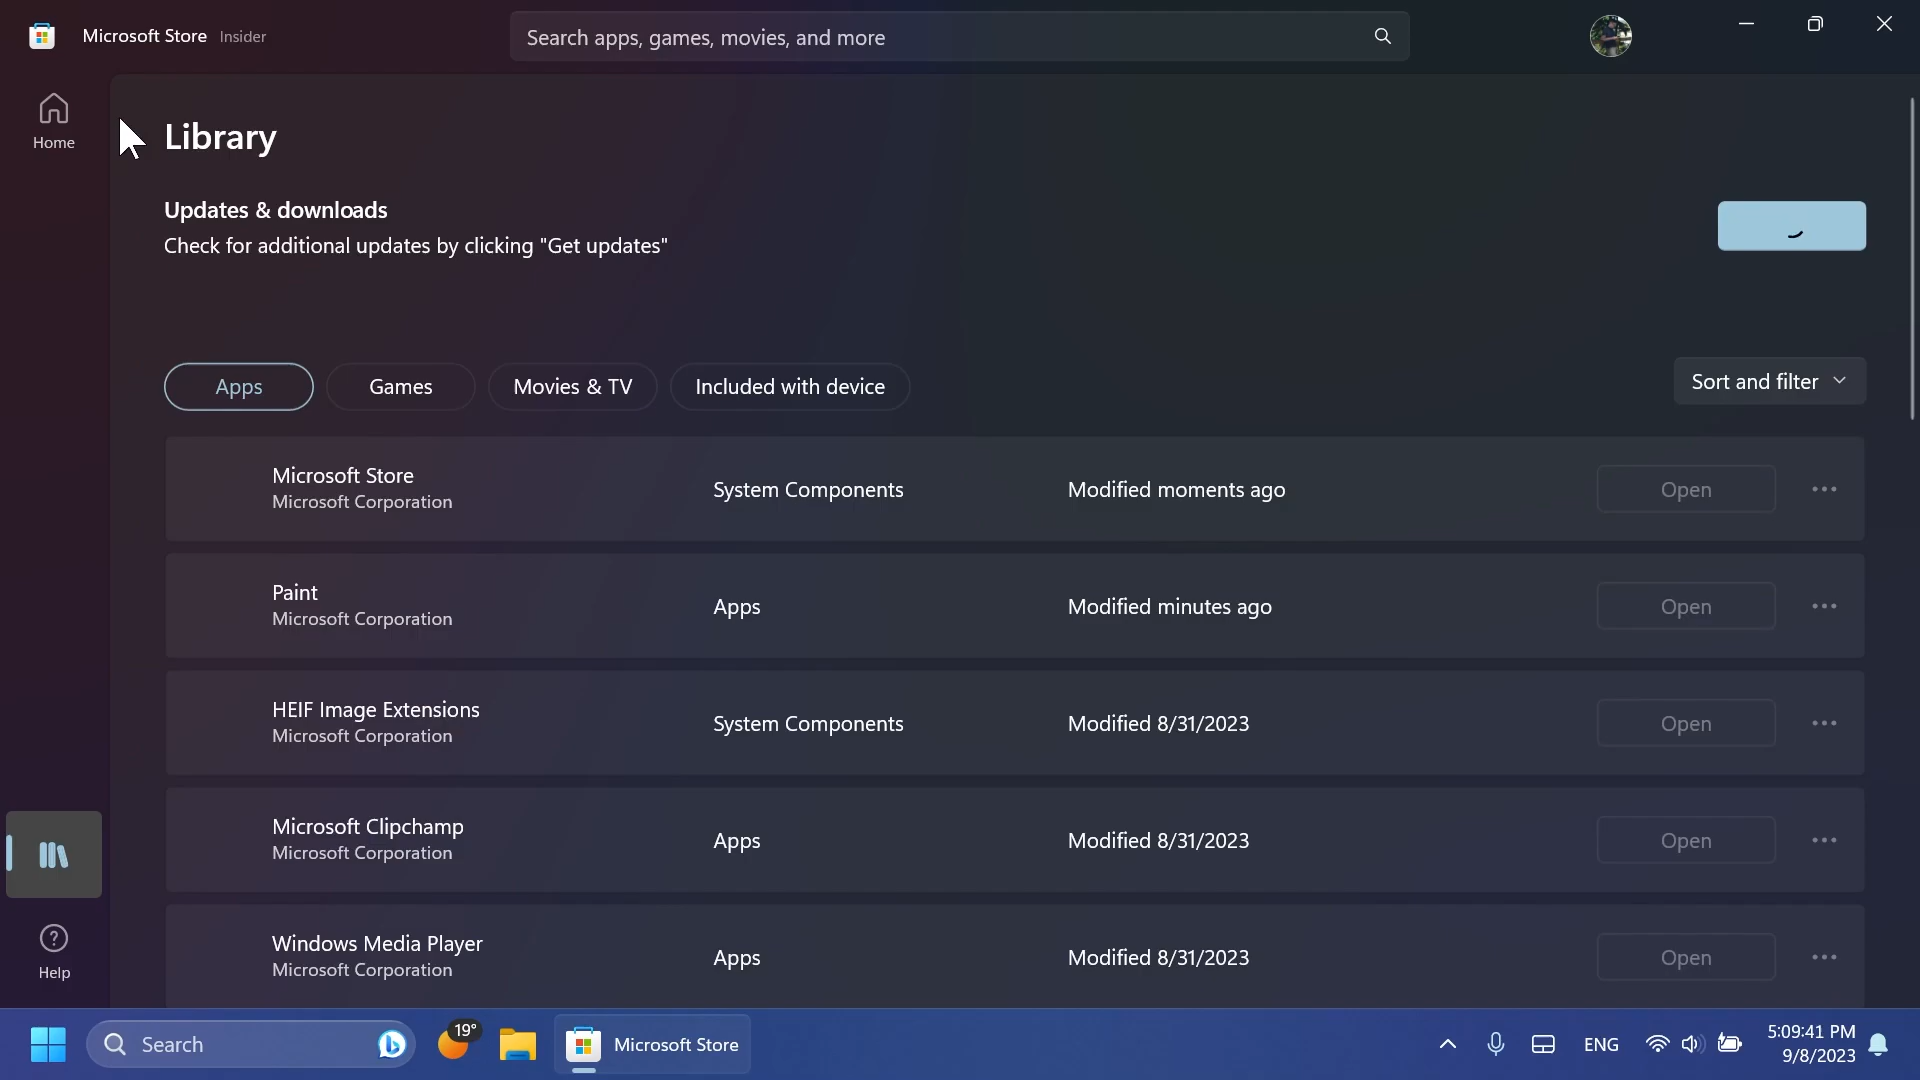 Microsoft Store Insider
Search apps, games, movies, and more
Home
Library
Updates & downloads
Check for additional updates by clicking "Get updates"
Apps
Games
Movies & TV
Included with device
Sort and filter
Microsoft Store
Microsoft Corporation
System Components
Modified moments ago
Open
Paint
Microsoft Corporation
Apps
Modified minutes ago
Open
HEIF Image Extensions
Microsoft Corporation
System Components
Modified 8/31/2023
Open
Microsoft Clipchamp
Microsoft Corporation
Apps
Modified 8/31/2023
Open
Windows Media Player
Microsoft Corporation
Apps
Modified 8/31/2023
Open
Help
Search
19°
Microsoft Store
ENG
5:09:41 PM
9/8/2023